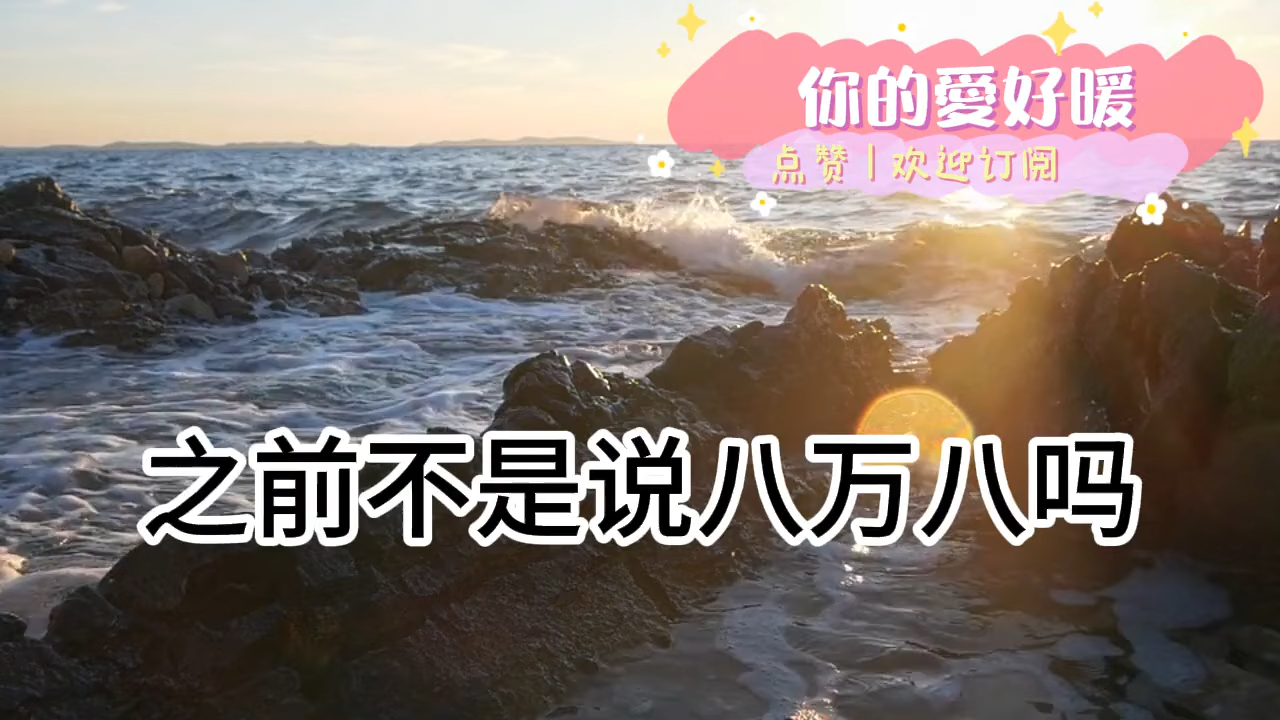 你的愛好暖
点赞 | 欢迎订阅
之前不是说八万八吗